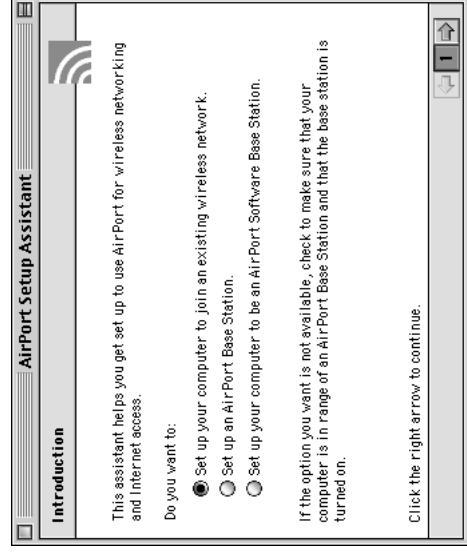 AirPort Setup Assistant
Introduction
This assistant helps you get set up to use AirPort for wireless networking
and Internet access.
Do you want to:
Set up your computer to join an existing wireless network.
Set up an AirPort Base Station.
Set up your computer to be an AirPort Software Base Station.
If the option you want is not available, check to make sure that your
computer is in range of an AirPort Base Station and that the base station is
turned on.
Click the right arrow to continue.
1